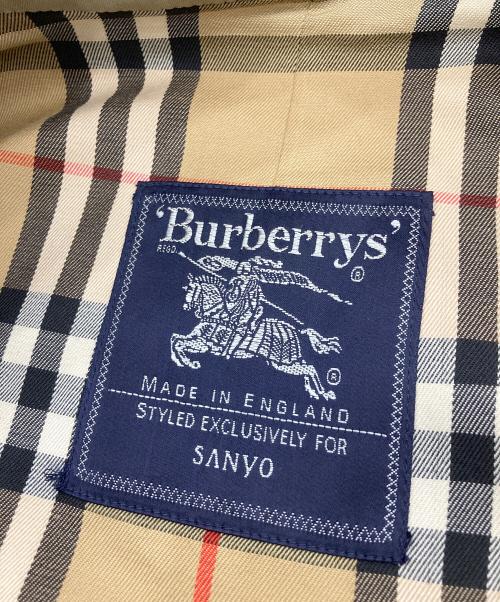 'Burberrys'
REGD.
®
®
MADE IN ENGLAND
STYLED EXCLUSIVELY FOR
SANYO